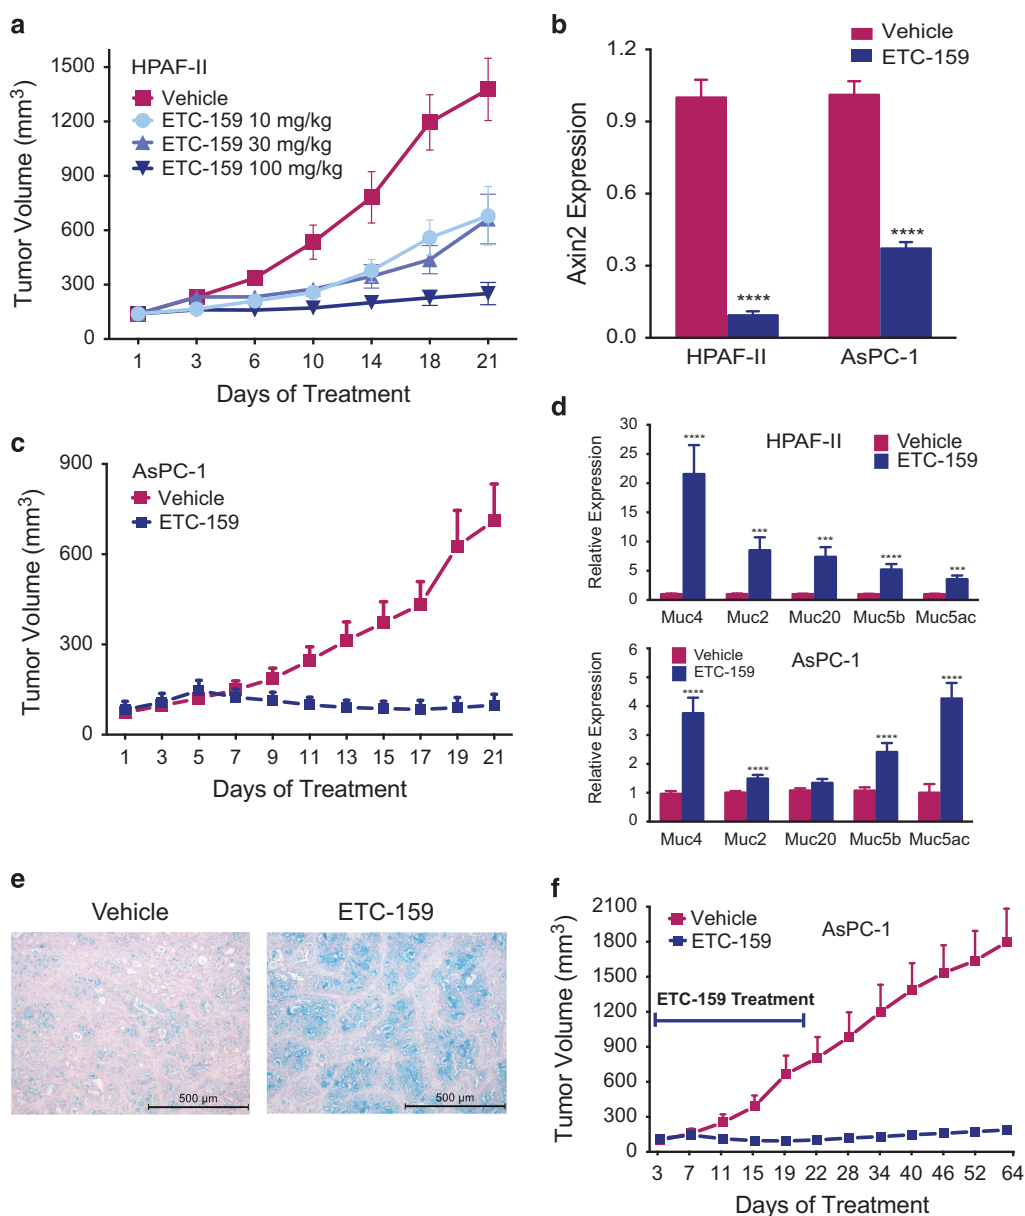 a
HPAF-II
Vehicle
ETC-159 10 mg/kg
ETC-159 30 mg/kg
ETC-159 100 mg/kg
Tumor Volume (mm3)
1500
1200
900
600
300
0
1 3 6 10 14 18 21
Days of Treatment
b
Vehicle
ETC-159
Axin2 Expression
1.2
0.9
0.6
0.3
0.0
****
****
HPAF-II AsPC-1
c
AsPC-1
Vehicle
ETC-159
Tumor Volume (mm3)
900
600
300
0
1 3 5 7 9 11 13 15 17 19 21
Days of Treatment
d
HPAF-II
Vehicle
ETC-159
Relative Expression
30
25
20
15
10
5
0
**** *** *** **** ***
Muc4 Muc2 Muc20 Muc5b Muc5ac
AsPC-1
Vehicle
ETC-159
Relative Expression
6
5
4
3
2
1
0
**** **** **** ****
Muc4 Muc2 Muc20 Muc5b Muc5ac
e
Vehicle ETC-159
500 µm 500 µm
f
Vehicle
ETC-159
AsPC-1
ETC-159 Treatment
Tumor Volume (mm3)
2100
1800
1500
1200
900
600
300
0
3 7 11 15 19 22 28 34 40 46 52 64
Days of Treatment